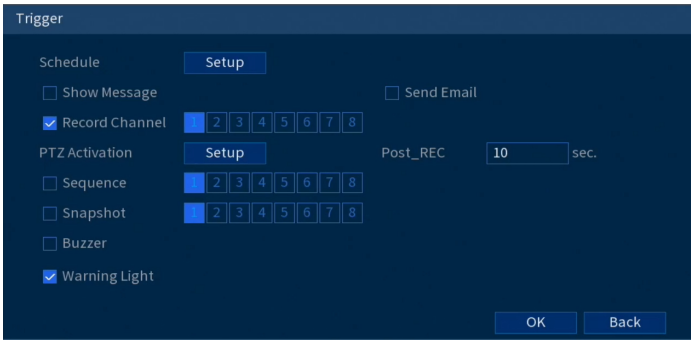 Trigger
Schedule Setup
Show Message Send Email
Record Channel 1 2 3 4 5 6 7 8
PTZ Activation Setup Post_REC 10 sec.
Sequence 1 2 3 4 5 6 7 8
Snapshot 1 2 3 4 5 6 7 8
Buzzer
Warning Light
OK Back